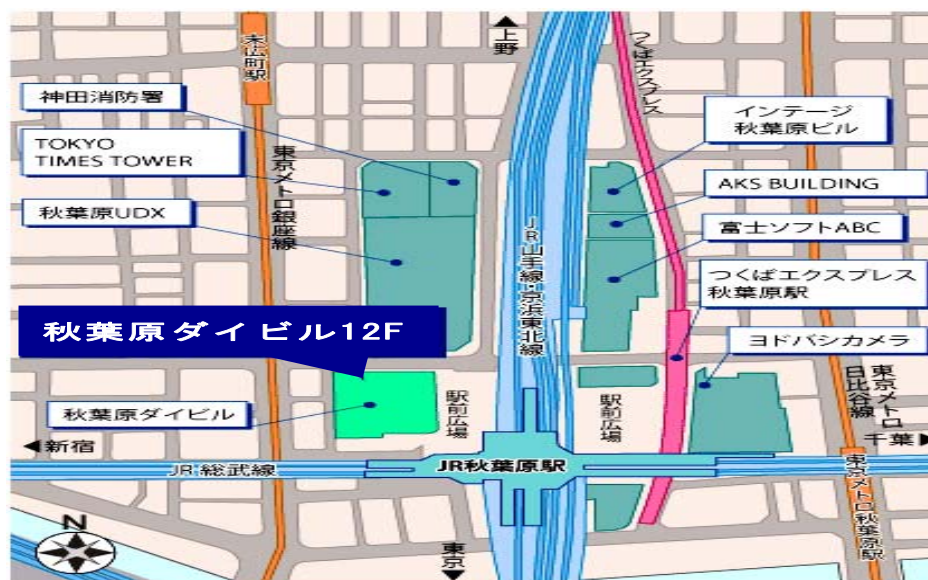 上野
末広町駅
つくばエクスプレス
神田消防署
TOKYO
TIMES TOWER
秋葉原UDX
東京メトロ銀座線
インテージ
秋葉原ビル
AKS BUILDING
富士ソフトABC
つくばエクスプレス
秋葉原駅
ヨドバシカメラ
JR山手線・京浜東北線
秋葉原ダイビル12F
秋葉原ダイビル
駅前広場
駅前広場
東京メトロ
日比谷線
新宿
千葉
JR総武線
JR秋葉原駅
東京メトロ秋葉原駅
N
東京